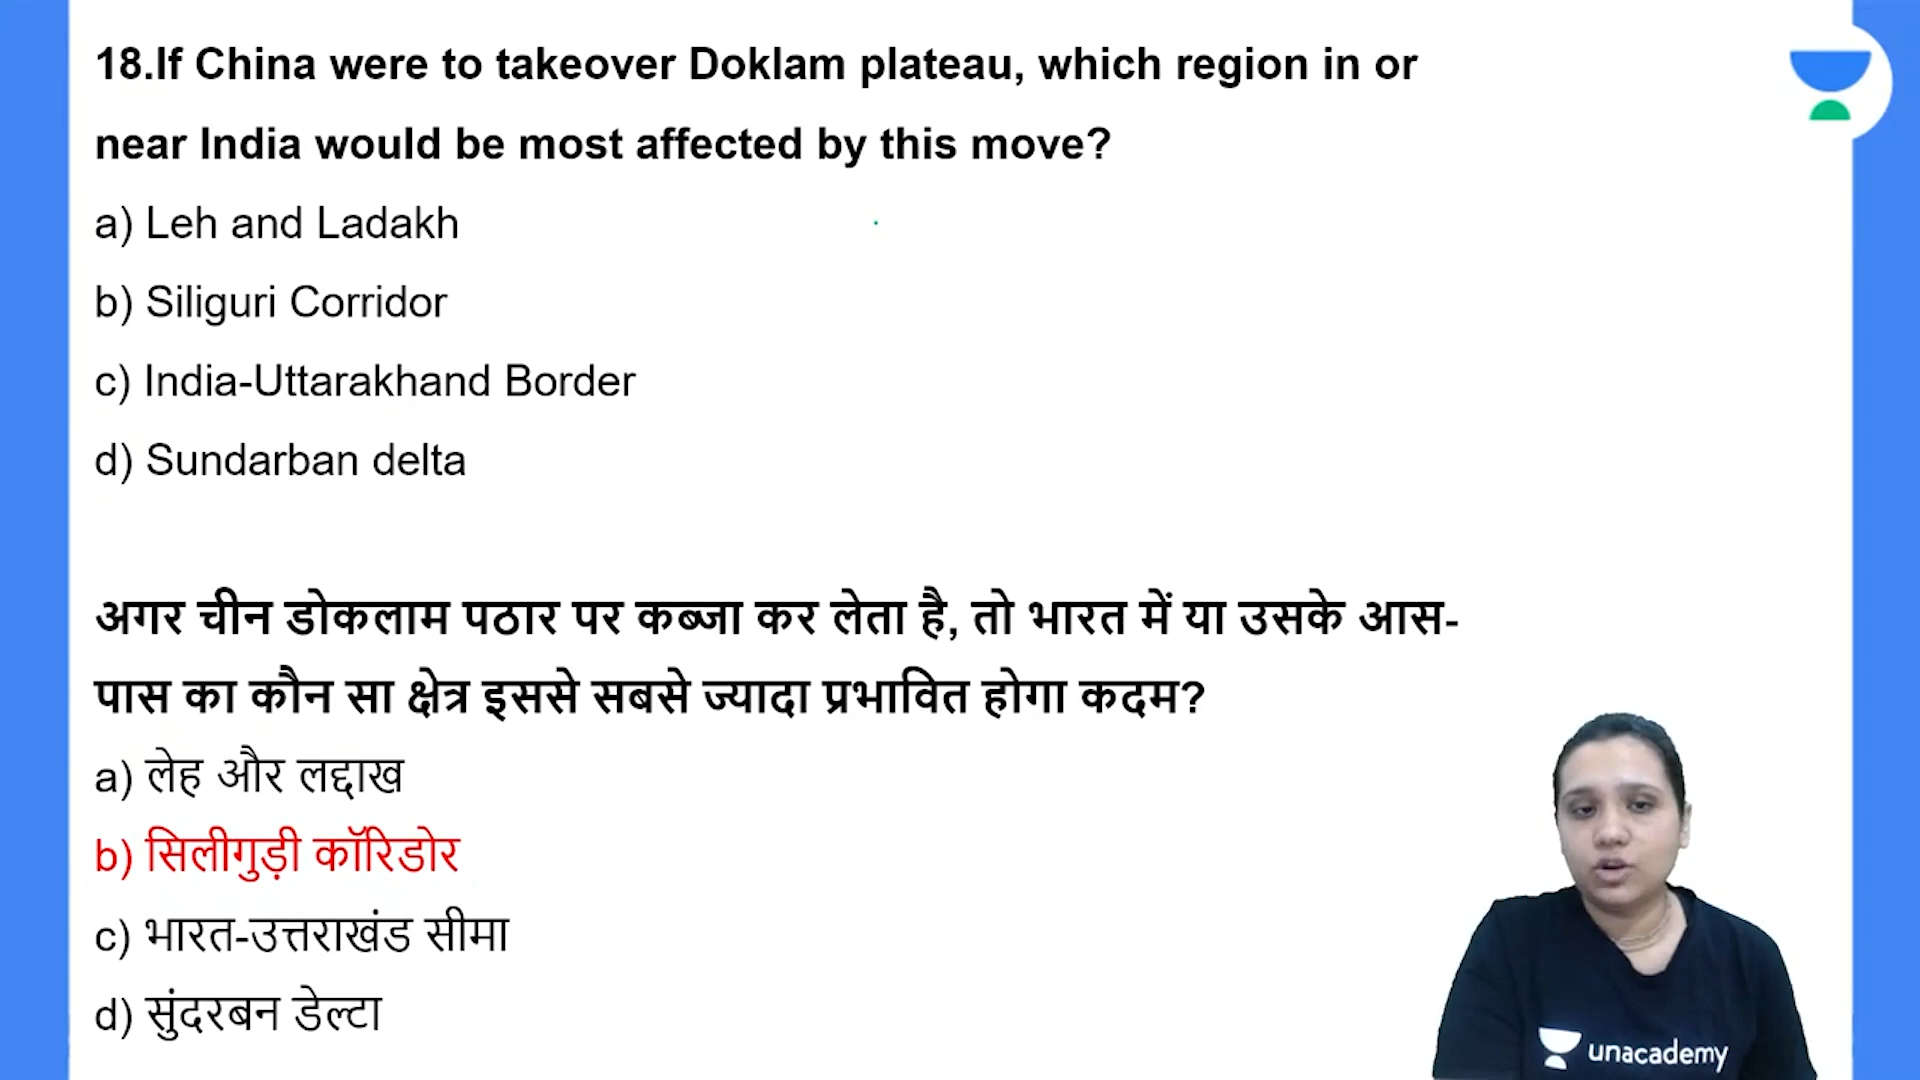 18.If China were to takeover Doklam plateau, which region in or
near India would be most affected by this move?
a) Leh and Ladakh
b) Siliguri Corridor
c) India-Uttarakhand Border
d) Sundarban delta
अगर चीन डोकलाम पठार पर कब्जा कर लेता है, तो भारत में या उसके आस-
पास का कौन सा क्षेत्र इससे सबसे ज्यादा प्रभावित होगा कदम?
a) लेह और लद्दाख
b) सिलीगुड़ी कॉरिडोर
c) भारत-उत्तराखंड सीमा
d) सुंदरबन डेल्टा
unacademy